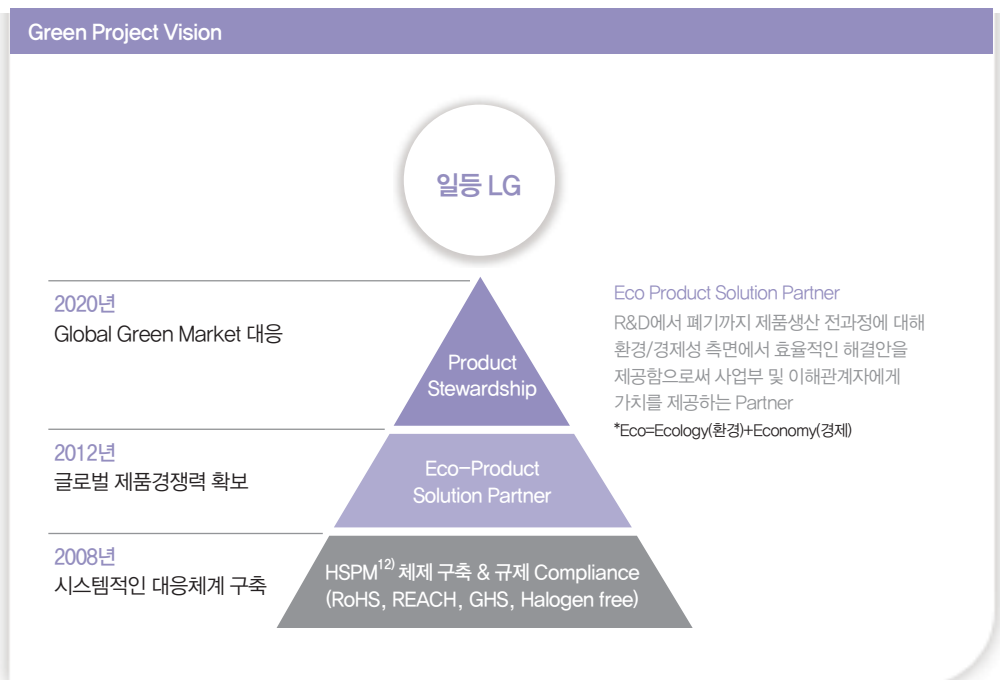 Green Project Vision
일등 LG
2020년
Global Green Market 대응
Product
Stewardship
Eco Product Solution Partner
R&D에서 폐기까지 제품생산 전과정에 대해
환경/경제성 측면에서 효율적인 해결안을
제공함으로써 사업부 및 이해관계자에게
가치를 제공하는 Partner
*Eco=Ecology(환경)+Economy(경제)
2012년
글로벌 제품경쟁력 확보
Eco-Product
Solution Partner
2008년
시스템적인 대응체계 구축
HSPM12) 체제 구축 & 규제 Compliance
(RoHS, REACH, GHS, Halogen free)